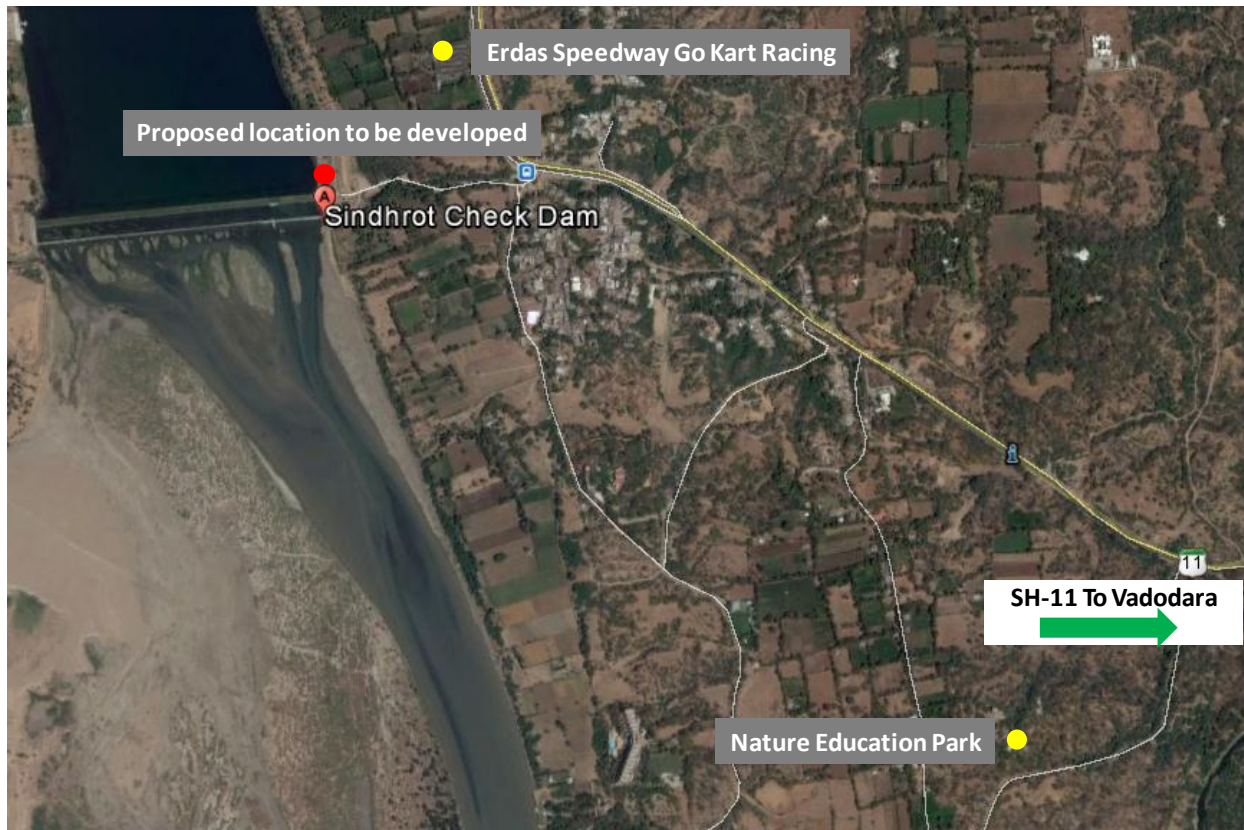 Erdas Speedway Go Kart Racing
Proposed location to be developed
A
Sindhrot Check Dam
11
SH-11 To Vadodara
Nature Education Park